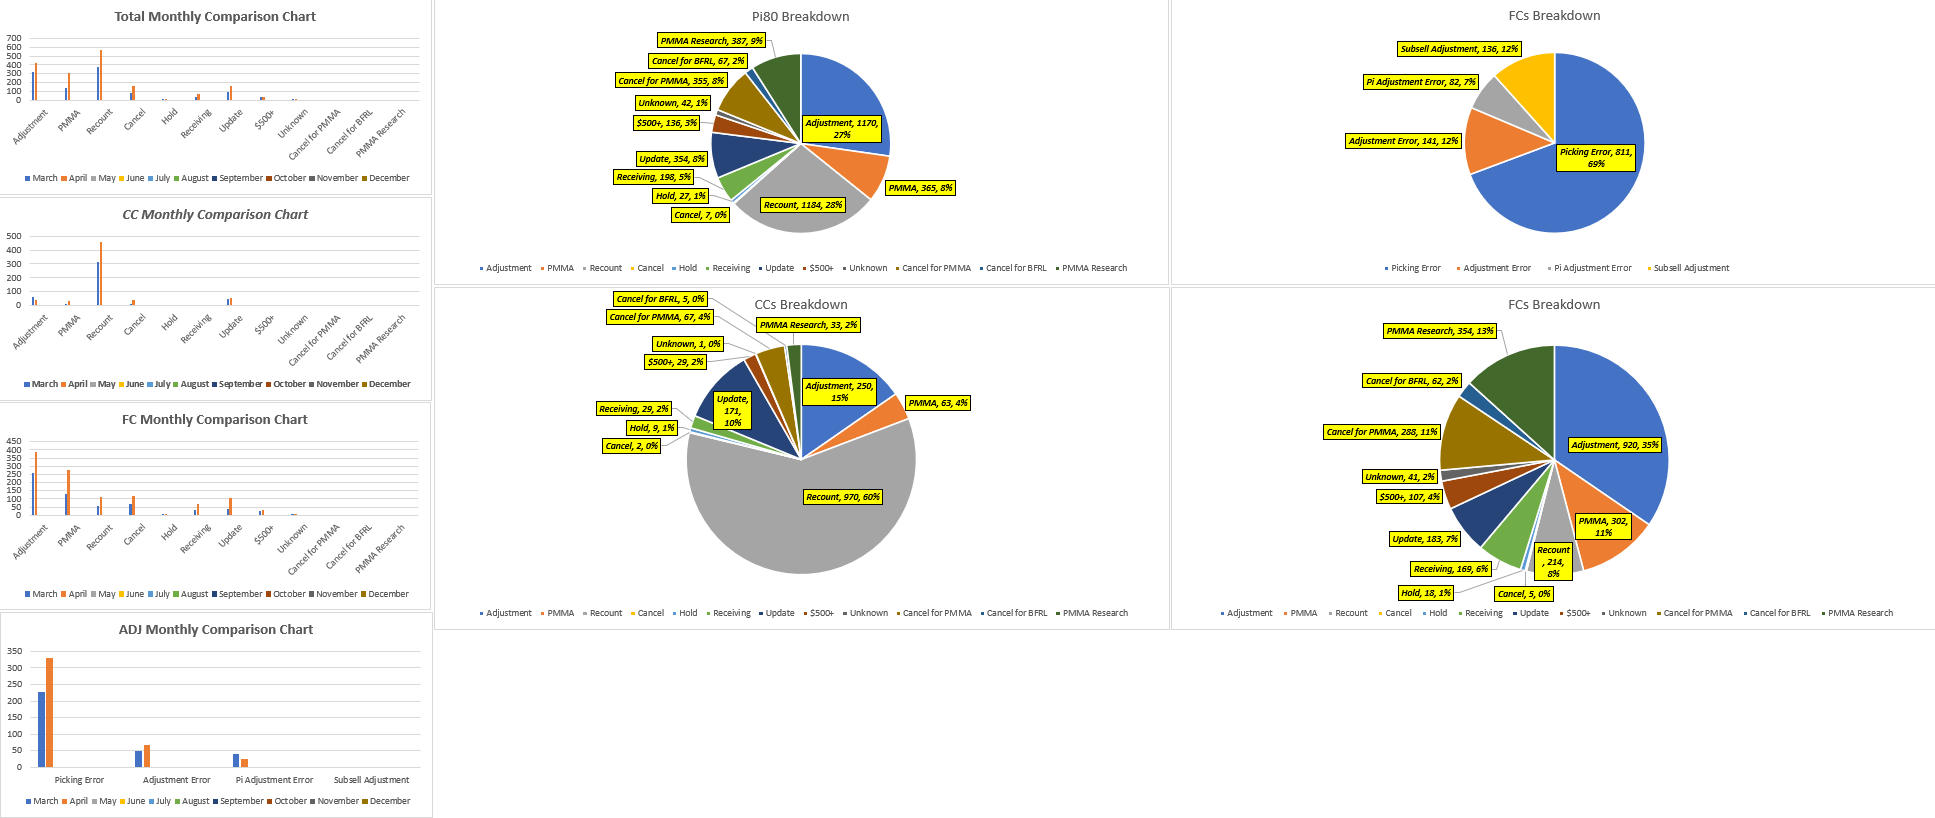 Total Monthly Comparison Chart
700
600
500
400
300
200
100
0
Adjustment
PMMA
Recount
Cancel
Hold
Receiving
Update
$500+
Unknown
Cancel for PMMA
Cancel for BFRL
PMMA Research
March April May June July August September October November December
CC Monthly Comparison Chart
500
400
300
200
100
0
Adjustment
PMMA
Recount
Cancel
Hold
Receiving
Update
$500+
Unknown
Cancel for PMMA
Cancel for BFRL
PMMA Research
March April May June July August September October November December
FC Monthly Comparison Chart
450
400
350
300
250
200
150
100
50
0
Adjustment
PMMA
Recount
Cancel
Hold
Receiving
Update
$500+
Unknown
Cancel for PMMA
Cancel for BFRL
PMMA Research
March April May June July August September October November December
ADJ Monthly Comparison Chart
350
300
250
200
150
100
50
0
Picking Error Adjustment Error Pi Adjustment Error Subsell Adjustment
March April May June July August September October November December
Pi80 Breakdown
PMMA Research, 387, 9%
Cancel for BFRL, 67, 2%
Cancel for PMMA, 355, 8%
Unknown, 42, 1%
$500+, 136, 3%
Update, 354, 8%
Receiving, 198, 5%
Hold, 27, 1%
Cancel, 7, 0%
Adjustment, 1170,
27%
PMMA, 365, 8%
Recount, 1184, 28%
Adjustment PMMA Recount Cancel Hold Receiving Update $500+ Unknown Cancel for PMMA Cancel for BFRL PMMA Research
FCs Breakdown
Subsell Adjustment, 136, 12%
Pi Adjustment Error, 82, 7%
Adjustment Error, 141, 12%
Picking Error, 811,
69%
Picking Error Adjustment Error Pi Adjustment Error Subsell Adjustment
CCs Breakdown
Cancel for BFRL, 5, 0%
Cancel for PMMA, 67, 4%
PMMA Research, 33, 2%
Unknown, 1, 0%
$500+, 29, 2%
Update,
171,
10%
Receiving, 29, 2%
Hold, 9, 1%
Cancel, 2, 0%
Adjustment, 250,
15%
PMMA, 63, 4%
Recount, 970, 60%
Adjustment PMMA Recount Cancel Hold Receiving Update $500+ Unknown Cancel for PMMA Cancel for BFRL PMMA Research
FCs Breakdown
PMMA Research, 354, 13%
Cancel for BFRL, 62, 2%
Cancel for PMMA, 288, 11%
Unknown, 41, 2%
$500+, 107, 4%
Update, 183, 7%
Receiving, 169, 6%
Hold, 18, 1%
Cancel, 5, 0%
Adjustment, 920, 35%
PMMA, 302,
11%
Recount
, 214,
8%
Adjustment PMMA Recount Cancel Hold Receiving Update $500+ Unknown Cancel for PMMA Cancel for BFRL PMMA Research